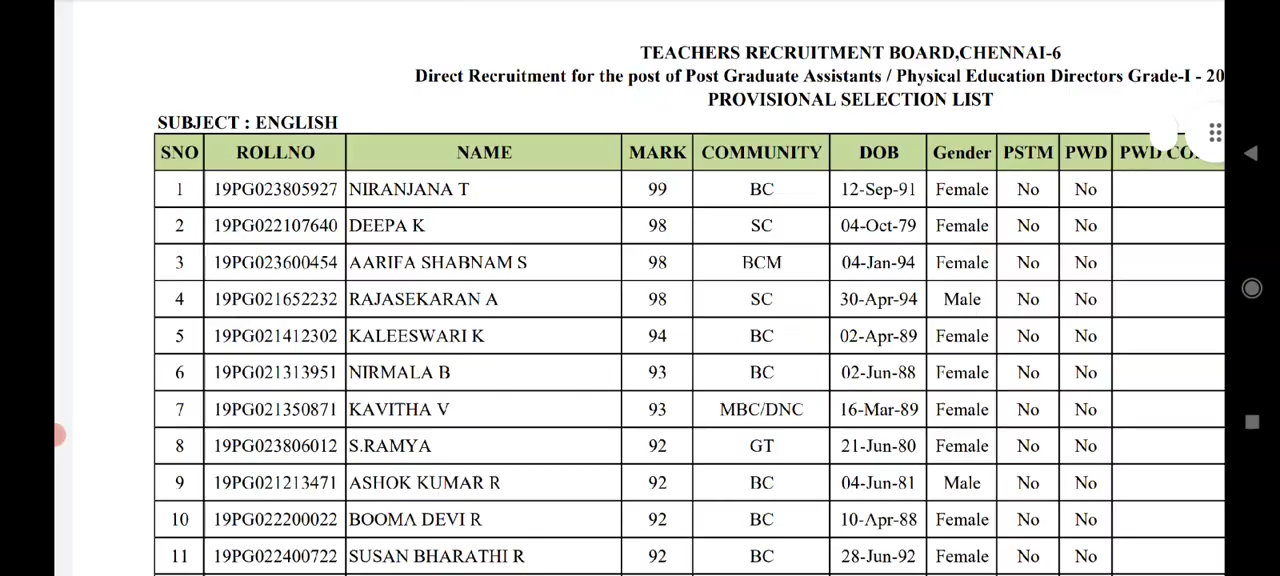 TEACHERS RECRUITMENT BOARD,CHENNAI-6
Direct Recruitment for the post of Post Graduate Assistants / Physical Education Directors Grade-I - 20
PROVISIONAL SELECTION LIST
SUBJECT : ENGLISH
SNO ROLLNO NAME MARK COMMUNITY DOB Gender PSTM PWD PWD
1 19PG023805927 NIRANJANA T 99 BC 12-Sep-91 Female No No
2 19PG022107640 DEEPA K 98 SC 04-Oct-79 Female No No
3 19PG023600454 AARIFA SHABNAM S 98 BCM 04-Jan-94 Female No No
4 19PG021652232 RAJASEKARAN A 98 SC 30-Apr-94 Male No No
5 19PG021412302 KALEESWARI K 94 BC 02-Apr-89 Female No No
6 19PG021313951 NIRMALA B 93 BC 02-Jun-88 Female No No
7 19PG021350871 KAVITHA V 93 MBC/DNC 16-Mar-89 Female No No
8 19PG023806012 S.RAMYA 92 GT 21-Jun-80 Female No No
9 19PG021213471 ASHOK KUMAR R 92 BC 04-Jun-81 Male No No
10 19PG022200022 BOOMA DEVI R 92 BC 10-Apr-88 Female No No
11 19PG022400722 SUSAN BHARATHI R 92 BC 28-Jun-92 Female No No